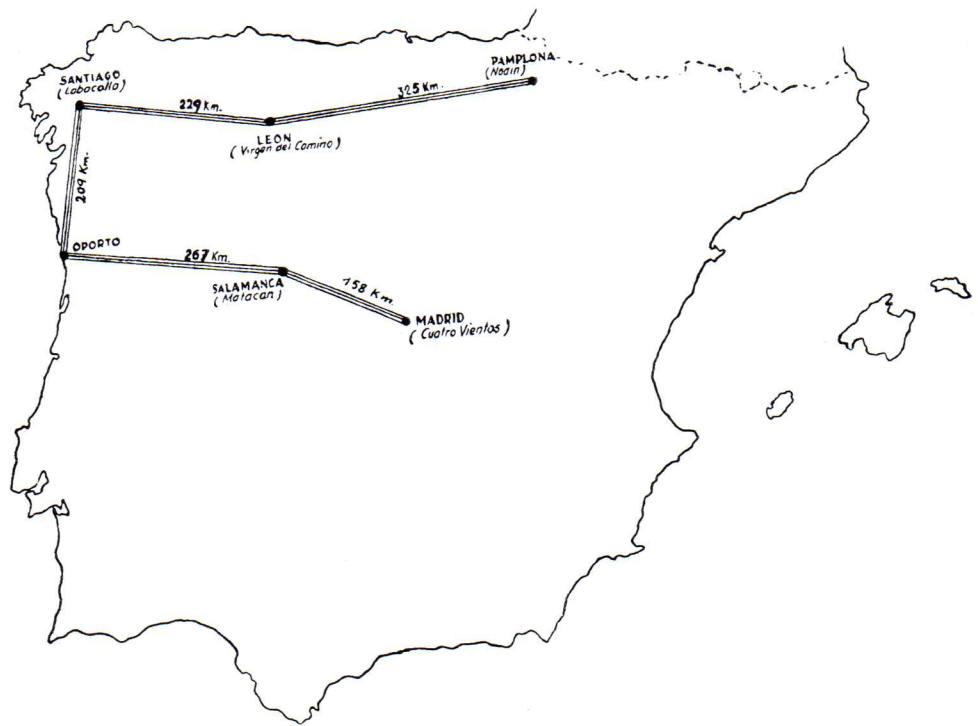 PAMPLONA
(Noain)
SANTIAGO
(Labacolla)
229 Km.
325 Km.
LEON
(Virgen del Camino)
209 Km.
OPORTO
267 Km.
SALAMANCA
(Matacan)
158 Km.
MADRID
(Cuatro Vientos)